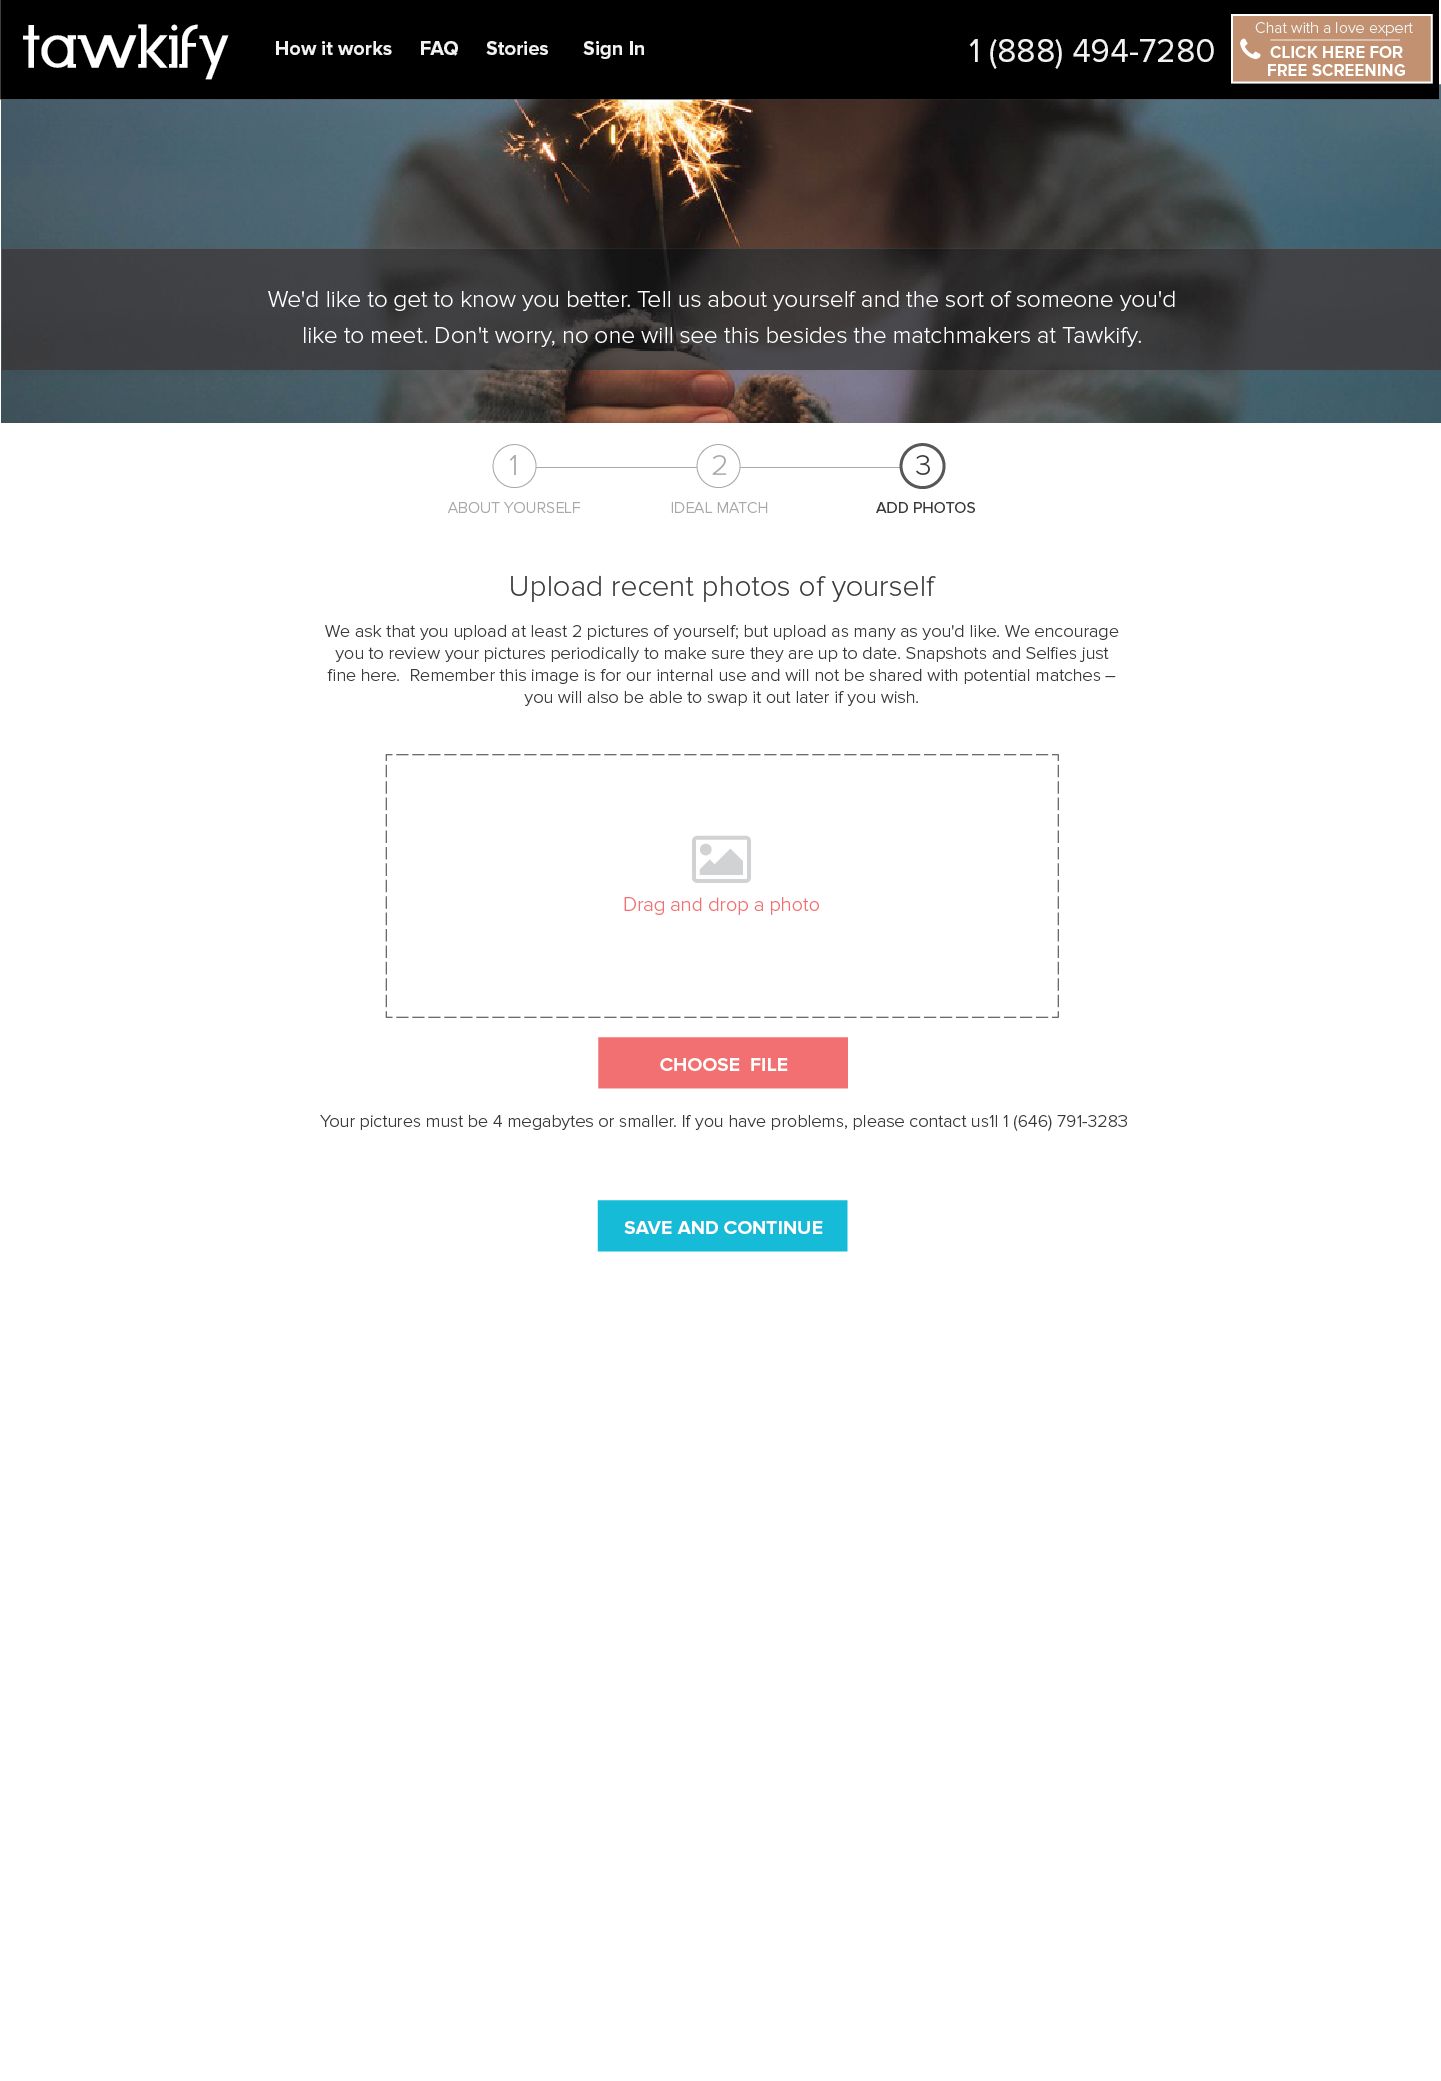 tawkify
How it works FAQ Stories Sign In
1 (888) 494-7280
Chat with a love expert
CLICK HERE FOR
FREE SCREENING
We'd like to get to know you better. Tell us about yourself and the sort of someone you'd
like to meet. Don't worry, no one will see this besides the matchmakers at Tawkify.
1 2 3
ABOUT YOURSELF IDEAL MATCH ADD PHOTOS
Upload recent photos of yourself
We ask that you upload at least 2 pictures of yourself; but upload as many as you'd like. We encourage
you to review your pictures periodically to make sure they are up to date. Snapshots and Selfies just
fine here.  Remember this image is for our internal use and will not be shared with potential matches –
you will also be able to swap it out later if you wish.
Drag and drop a photo
CHOOSE  FILE
Your pictures must be 4 megabytes or smaller. If you have problems, please contact us1l 1 (646) 791-3283
SAVE AND CONTINUE